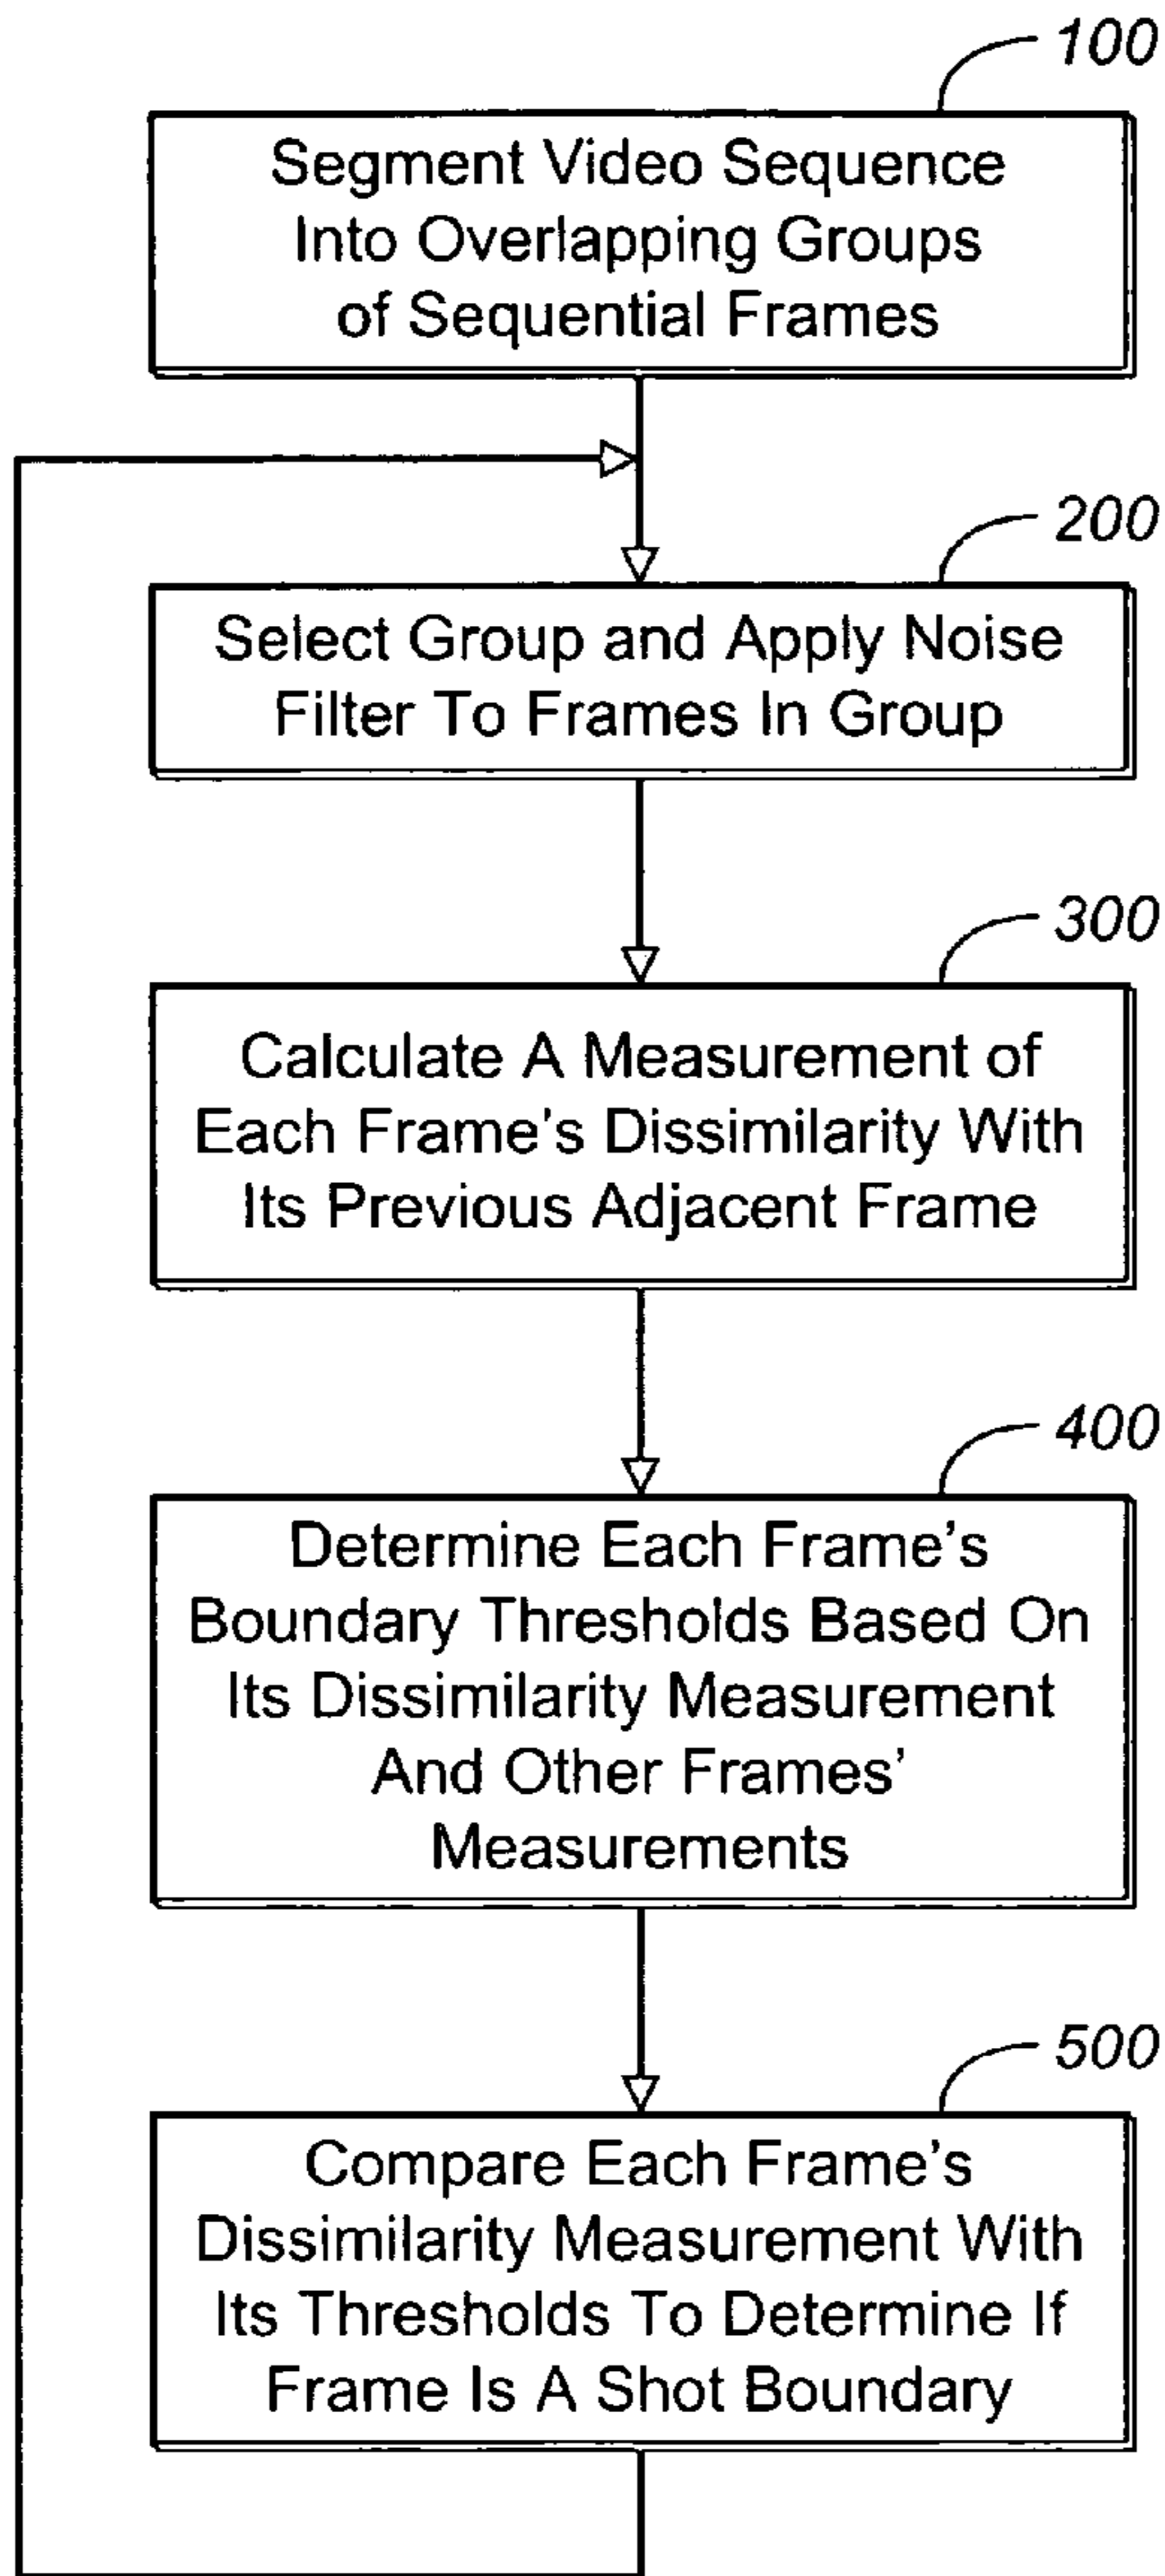 100
Segment Video Sequence
Into Overlapping Groups
of Sequential Frames
200
Select Group and Apply Noise
Filter To Frames In Group
300
Calculate A Measurement of
Each Frame’s Dissimilarity With
Its Previous Adjacent Frame
400
Determine Each Frame’s
Boundary Thresholds Based On
Its Dissimilarity Measurement
And Other Frames’
Measurements
500
Compare Each Frame’s
Dissimilarity Measurement With
Its Thresholds To Determine If
Frame Is A Shot Boundary